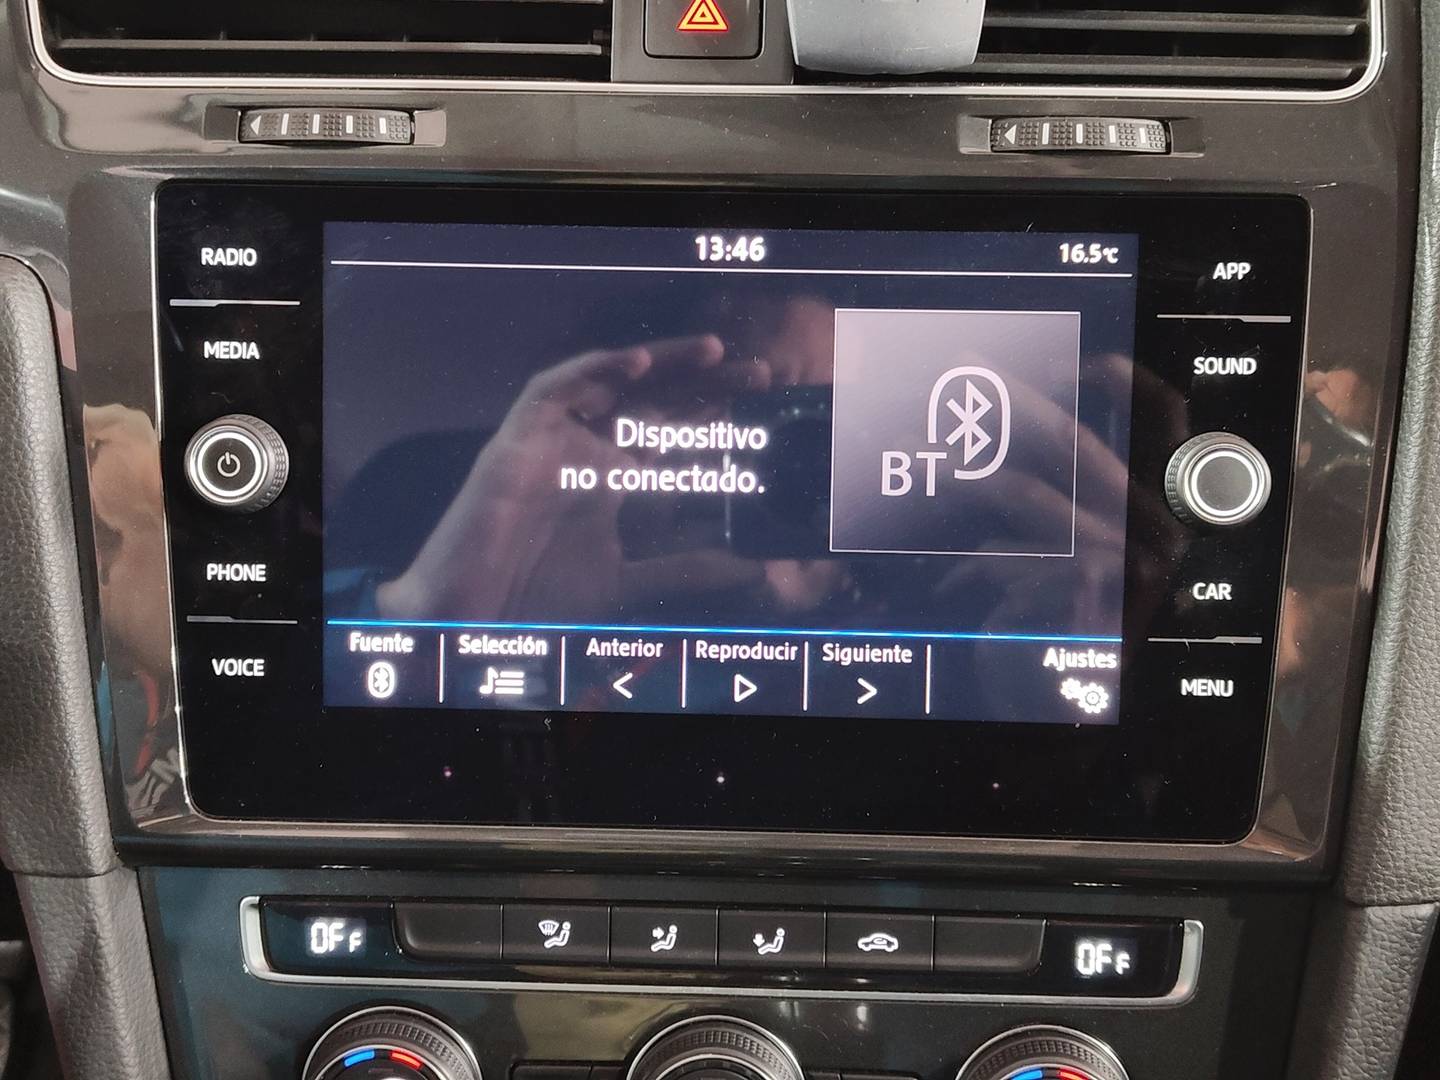 13:46
16.5°C
RADIO
MEDIA
PHONE
VOICE
APP
SOUND
CAR
MENU
Dispositivo
no conectado.
BT
Fuente
Selección
Anterior
Reproducir
Siguiente
Ajustes
OFF
OFF